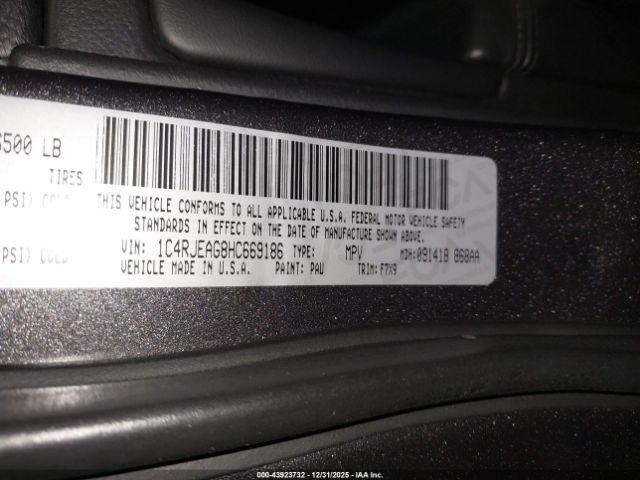 500 LB
TIRES
PSI) COLD
THIS VEHICLE CONFORMS TO ALL APPLICABLE U.S.A. FEDERAL MOTOR VEHICLE SAFETY
STANDARDS IN EFFECT ON THE DATE OF MANUFACTURE SHOWN ABOVE.
PSI) COLD
VIN: 1C4RJEAG8HC669186 TYPE: MPV MDH: 091418 868AA
VEHICLE MADE IN U.S.A. PAINT: PAU TRIM: F7X9
000-43923732 - 12/31/2025 - IAA Inc.